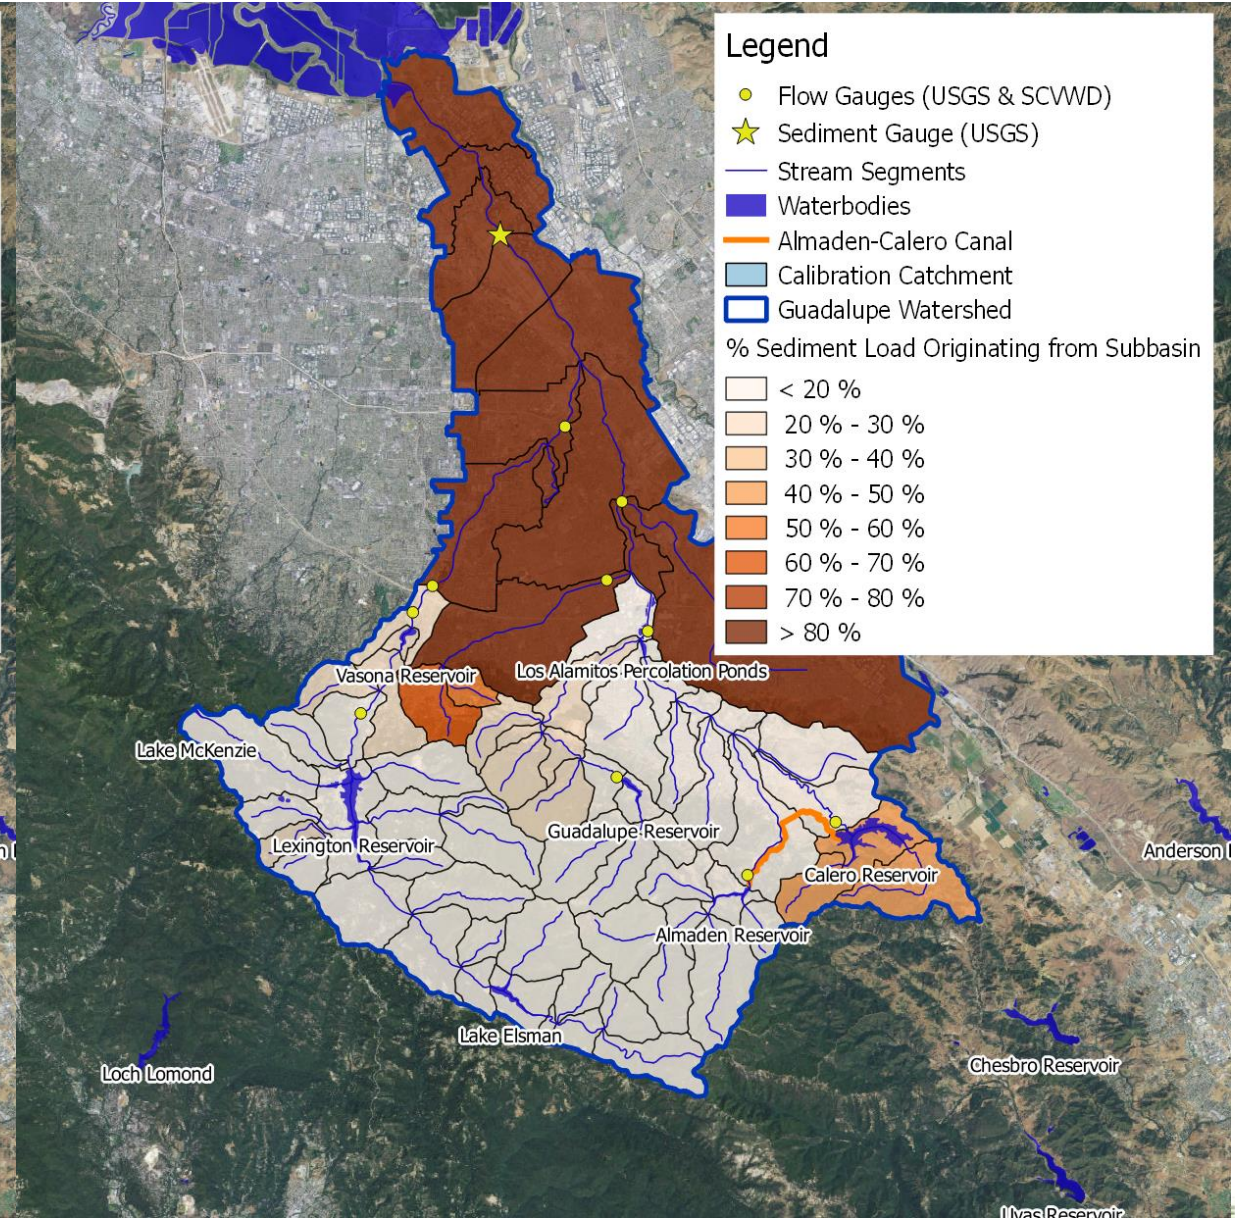 Legend
Flow Gauges (USGS & SCVWD)
Sediment Gauge (USGS)
Stream Segments
Waterbodies
Almaden-Calero Canal
Calibration Catchment
Guadalupe Watershed
% Sediment Load Originating from Subbasin
< 20 %
20 % - 30 %
30 % - 40 %
40 % - 50 %
50 % - 60 %
60 % - 70 %
70 % - 80 %
> 80 %
Vasona Reservoir
Los Alamitos Percolation Ponds
Lake McKenzie
Guadalupe Reservoir
Lexington Reservoir
Anderson
Calero Reservoir
Almaden Reservoir
Lake Elsman
Chesbro Reservoir
Loch Lomond
Uvas Reservoir